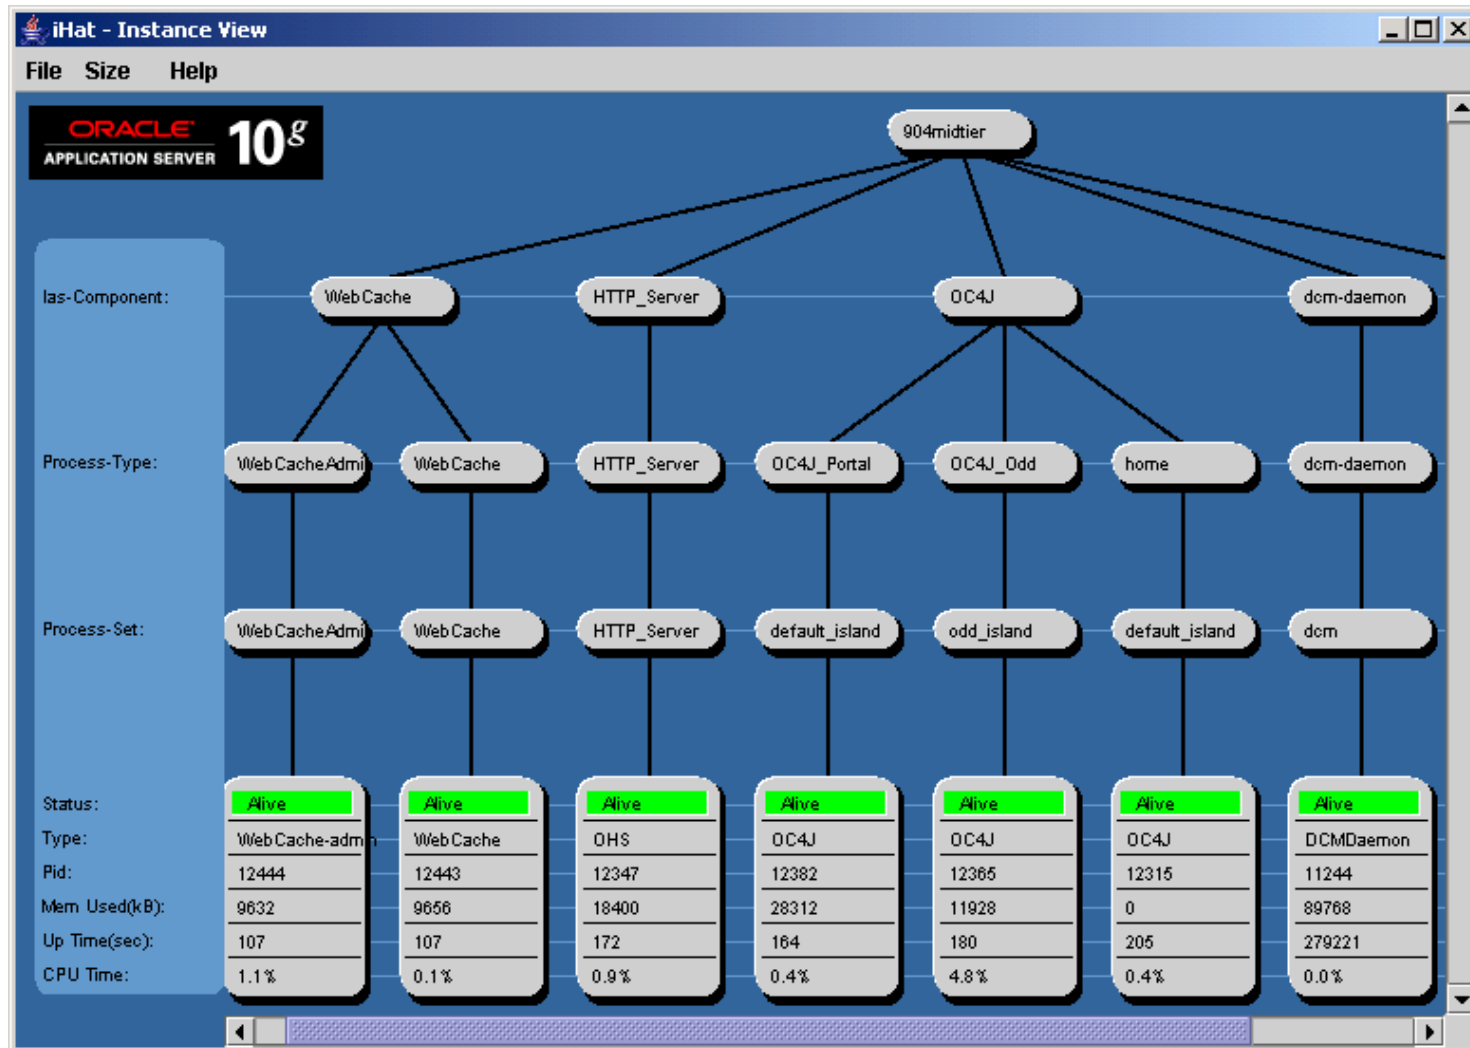 iHat - Instance View
File Size Help
ORACLE
APPLICATION SERVER 10g
904midtier
Ias-Component: WebCache HTTP_Server OC4J dcm-daemon
Process-Type: WebCacheAdmi WebCache HTTP_Server OC4J_Portal OC4J_Odd home dcm-daemon
Process-Set: WebCacheAdmi WebCache HTTP_Server default_island odd_island default_island dcm
Status: Alive Alive Alive Alive Alive Alive Alive
Type: WebCache-admin WebCache OHS OC4J OC4J OC4J DCMDaemon
Pid: 12444 12443 12347 12382 12365 12315 11244
Mem Used(kB): 9632 9656 18400 28312 11928 0 89768
Up Time(sec): 107 107 172 164 180 205 279221
CPU Time: 1.1% 0.1% 0.9% 0.4% 4.8% 0.4% 0.0%